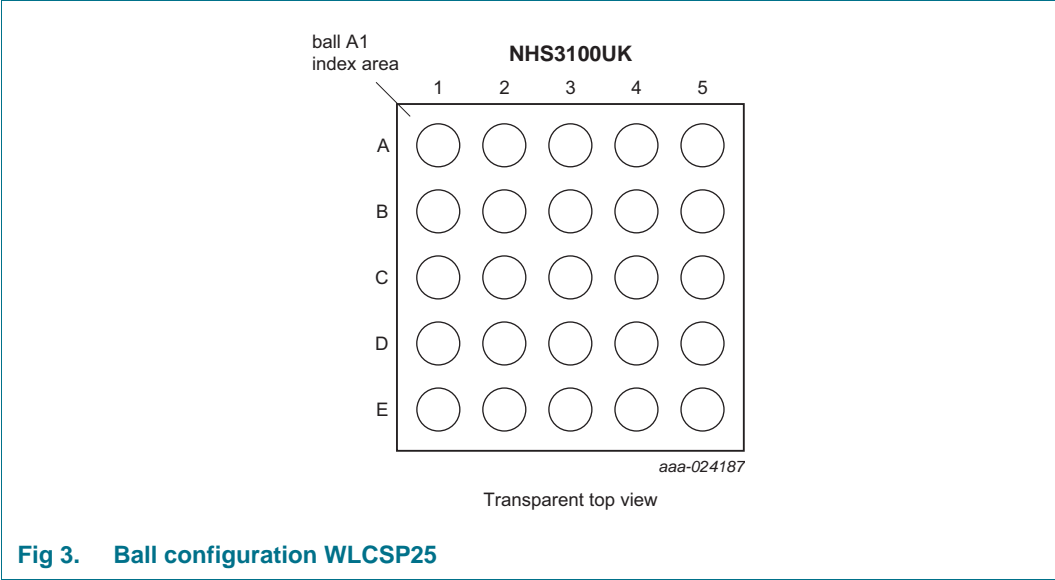 ball A1
index area
NHS3100UK
1 2 3 4 5
A
B
C
D
E
aaa-024187
Transparent top view
Fig 3. Ball configuration WLCSP25